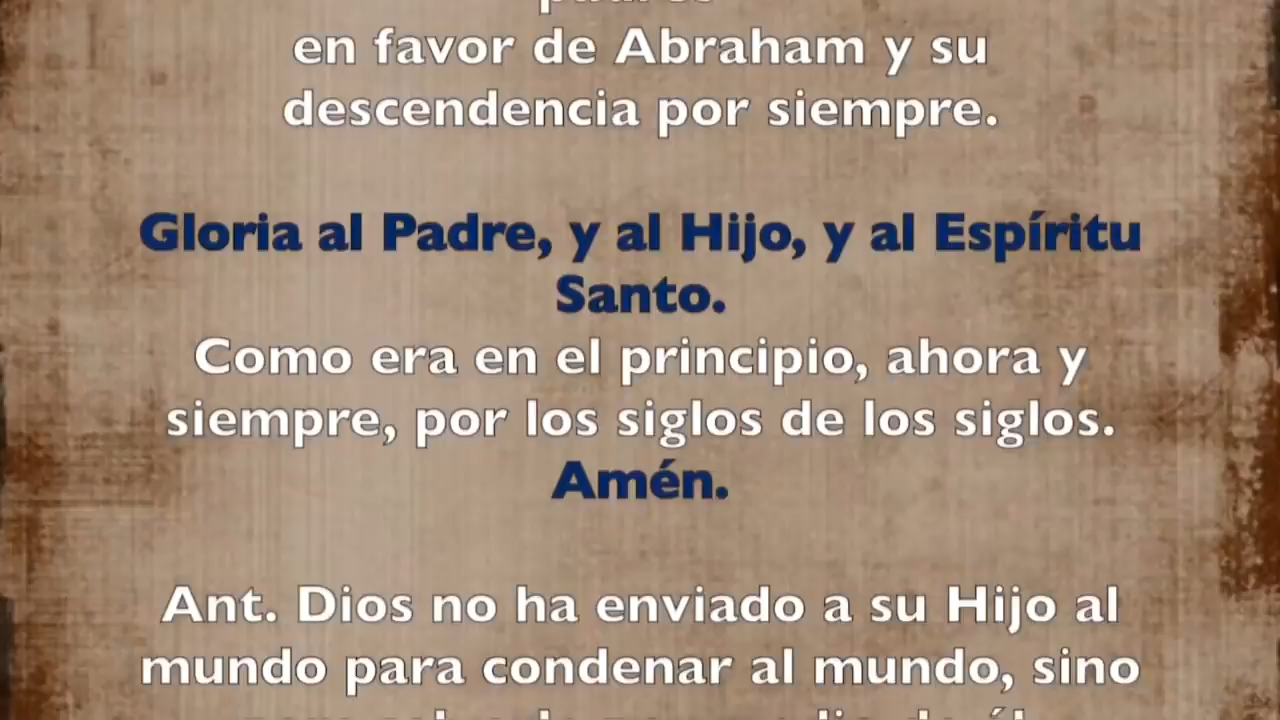 en favor de Abraham y su
descendencia por siempre.
Gloria al Padre, y al Hijo, y al Espíritu
Santo.
Como era en el principio, ahora y
siempre, por los siglos de los siglos.
Amén.
Ant. Dios no ha enviado a su Hijo al
mundo para condenar al mundo, sino